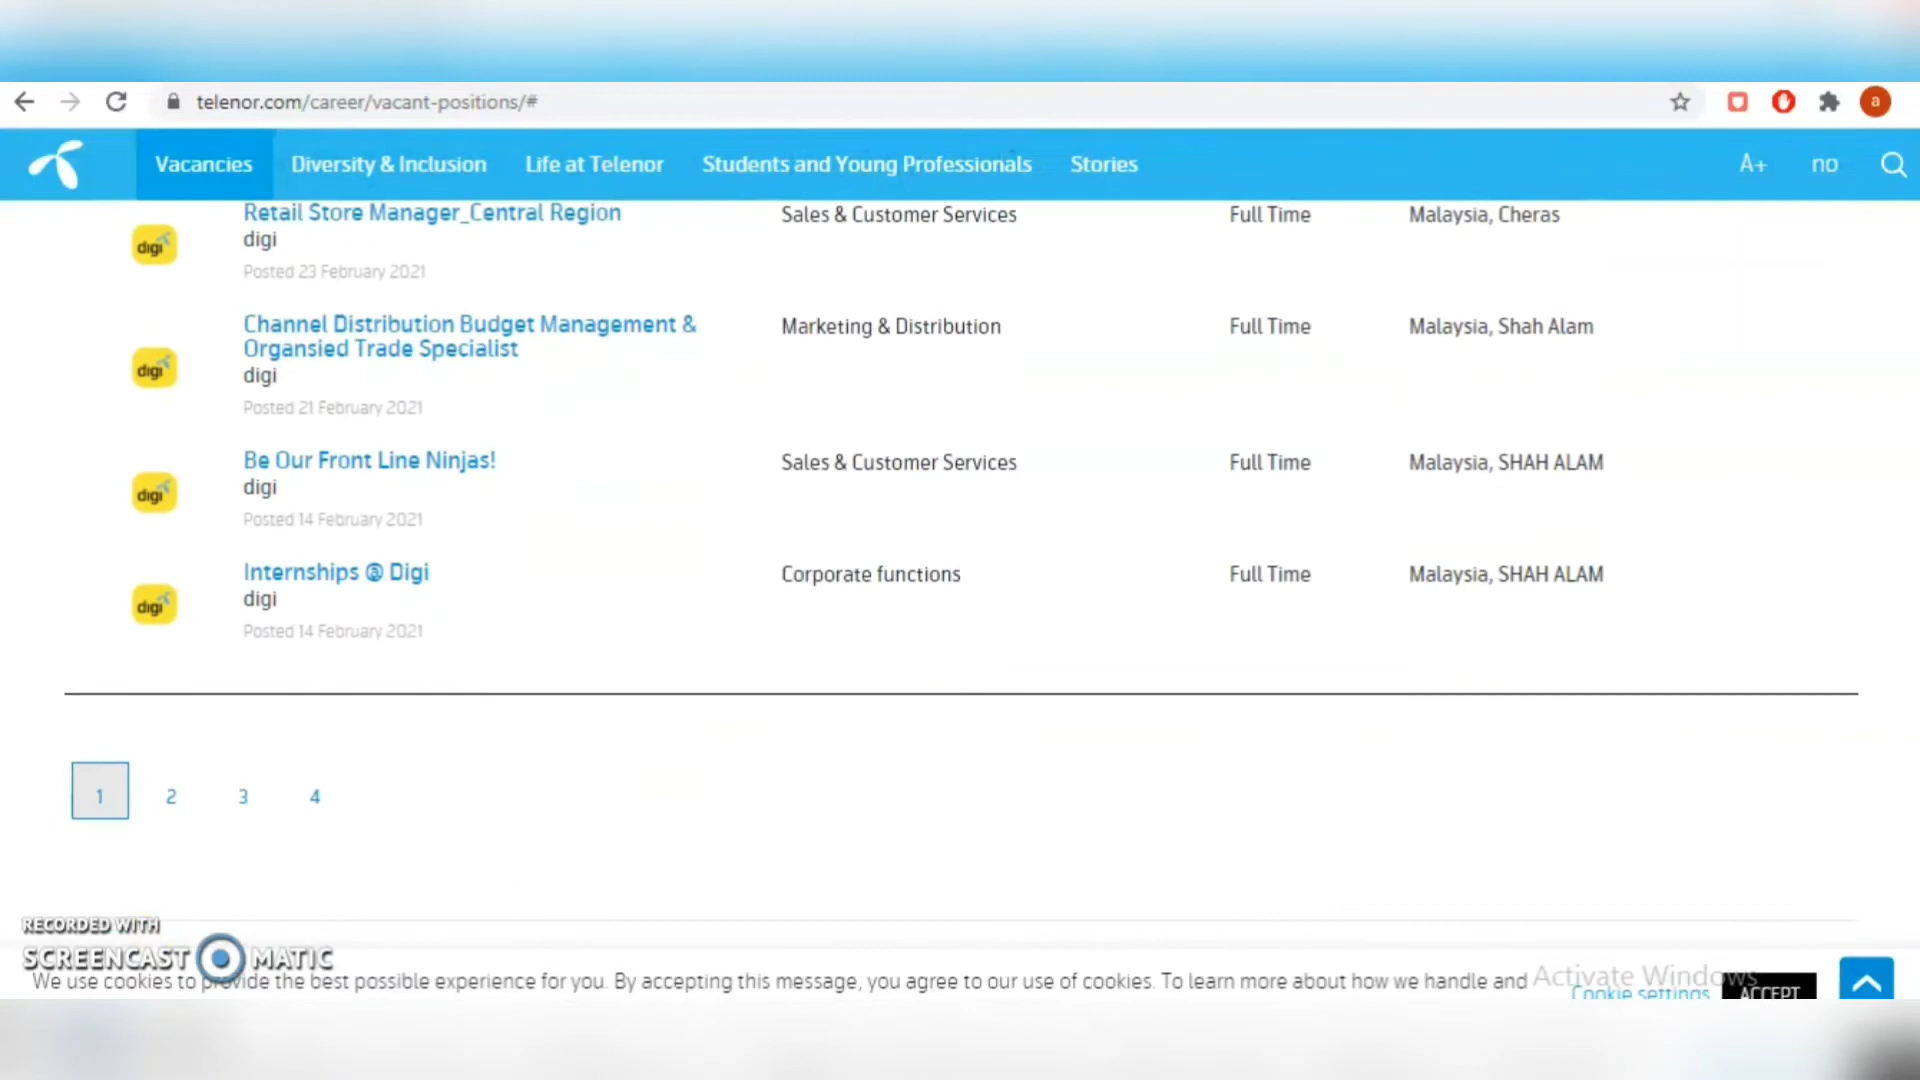 telenor.com/career/vacant-positions/#
a
Vacancies Diversity & Inclusion Life at Telenor Students and Young Professionals Stories A+ no
Retail Store Manager_Central Region Sales & Customer Services Full Time Malaysia, Cheras
digi
digi
Posted 23 February 2021
Channel Distribution Budget Management & Marketing & Distribution Full Time Malaysia, Shah Alam
Organsied Trade Specialist
digi
digi
Posted 21 February 2021
Be Our Front Line Ninjas! Sales & Customer Services Full Time Malaysia, SHAH ALAM
digi
digi
Posted 14 February 2021
Internships @ Digi Corporate functions Full Time Malaysia, SHAH ALAM
digi
digi
Posted 14 February 2021
1 2 3 4
RECORDED WITH
SCREENCAST MATIC
We use cookies to provide the best possible experience for you. By accepting this message, you agree to our use of cookies. To learn more about how we handle and
Activate Windows
Cookie settings ACCEPT